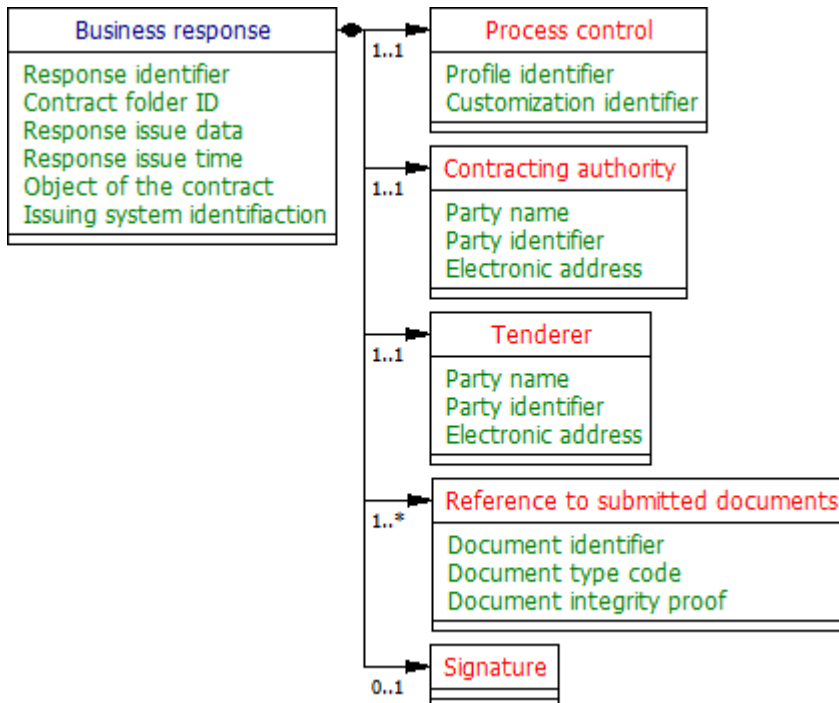 Business response
Response identifier
Contract folder ID
Response issue data
Response issue time
Object of the contract
Issuing system identifiaction
1..1
Process control
Profile identifier
Customization identifier
1..1
Contracting authority
Party name
Party identifier
Electronic address
1..1
Tenderer
Party name
Party identifier
Electronic address
1..*
Reference to submitted documents
Document identifier
Document type code
Document integrity proof
0..1
Signature